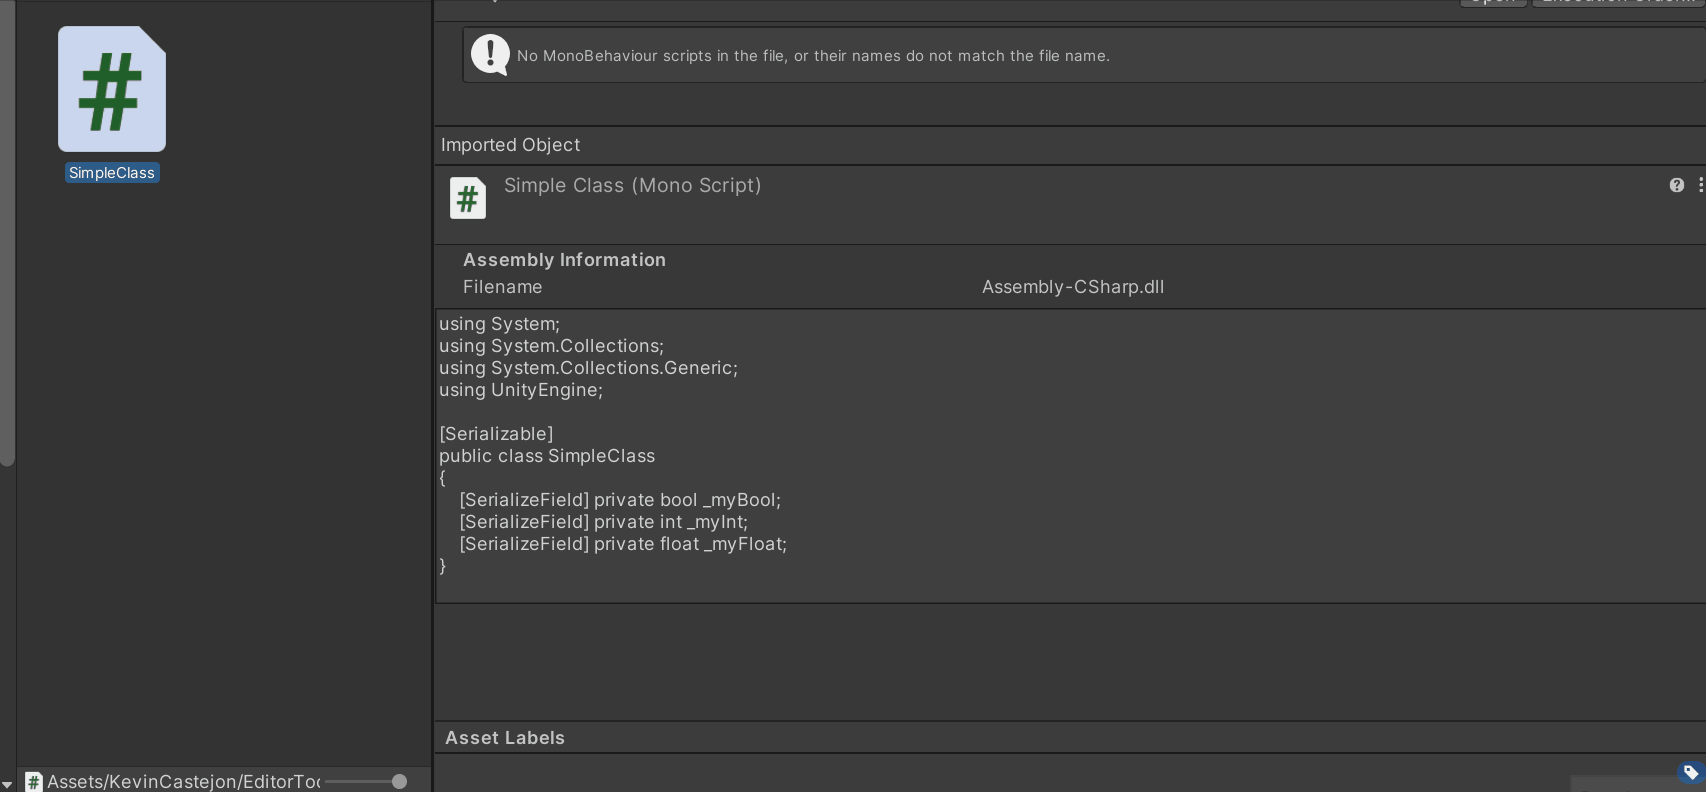 SimpleClass
Assets/KevinCastejon/EditorToo
No MonoBehaviour scripts in the file, or their names do not match the file name.
Imported Object
Simple Class (Mono Script)
Assembly Information
Filename Assembly-CSharp.dll
using System;
using System.Collections;
using System.Collections.Generic;
using UnityEngine;
[Serializable]
public class SimpleClass
{
[SerializeField] private bool _myBool;
[SerializeField] private int _myInt;
[SerializeField] private float _myFloat;
}
Asset Labels